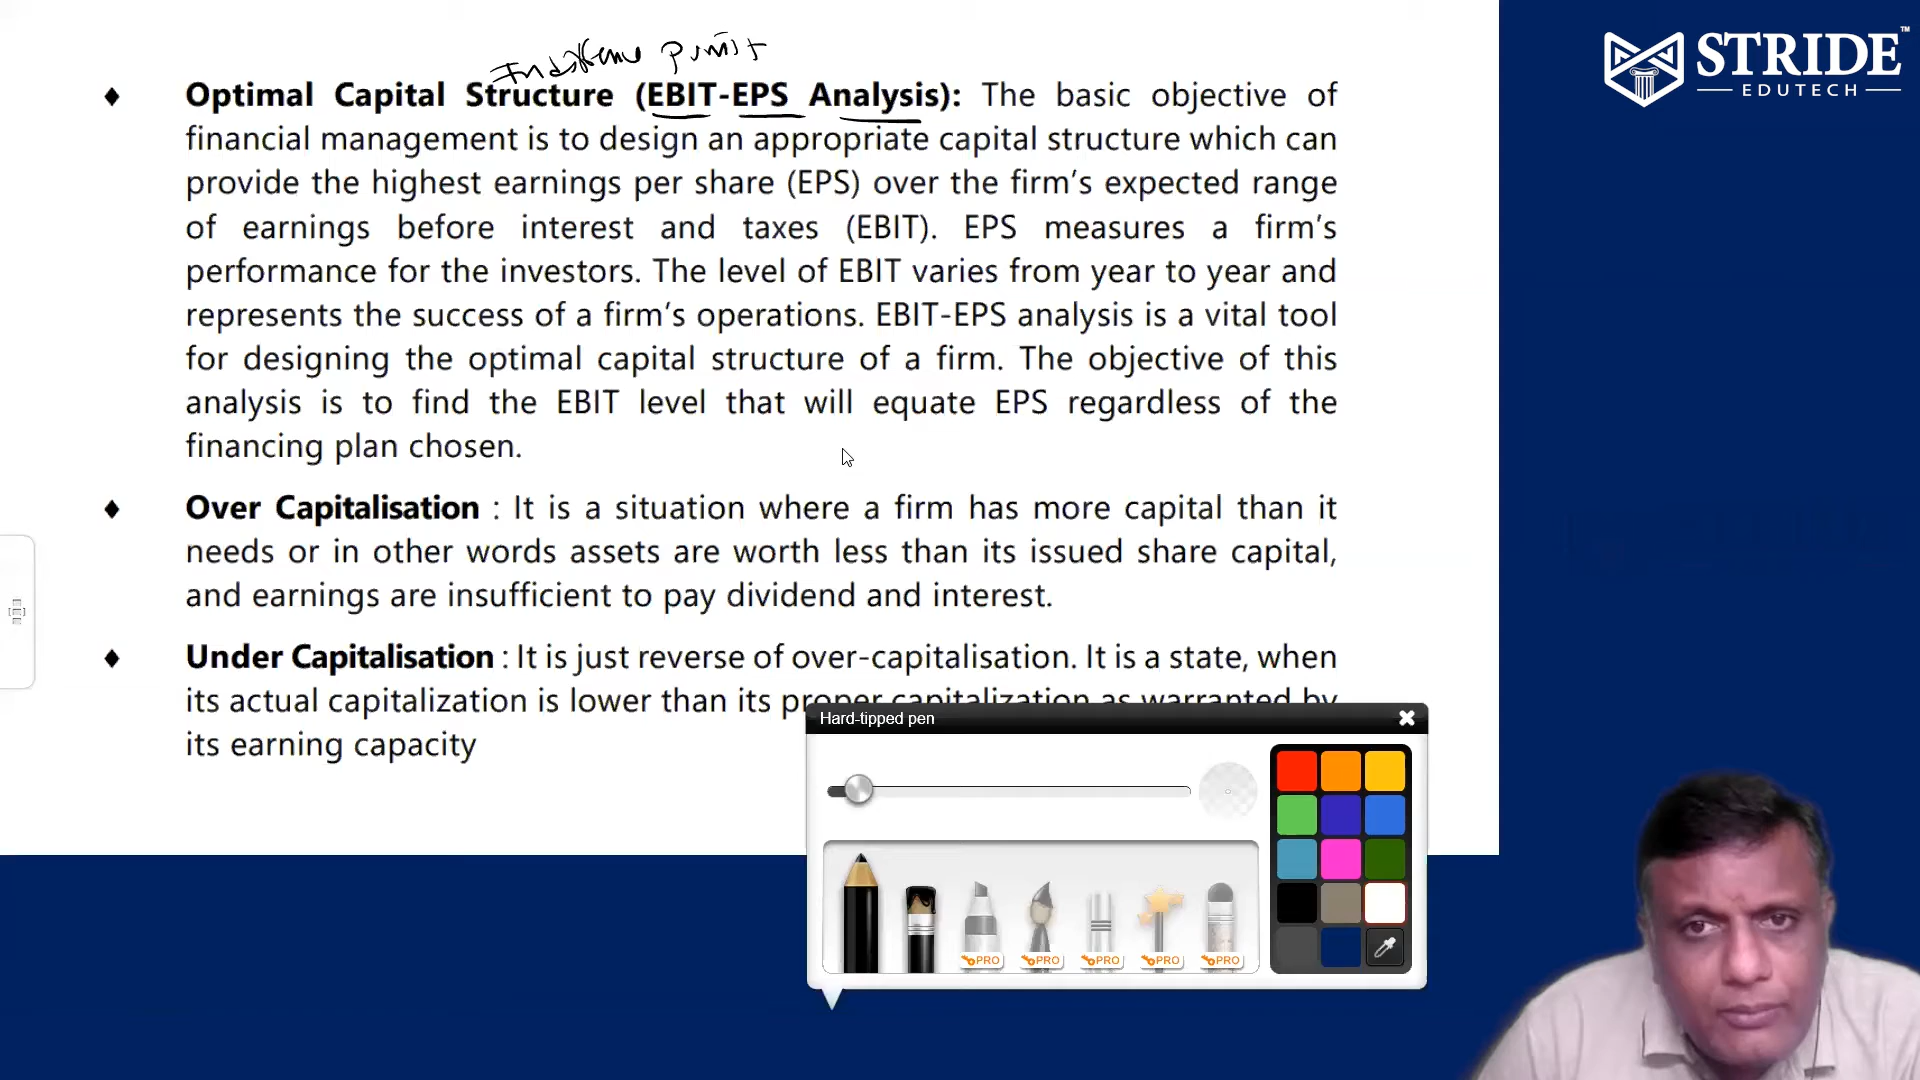 Indifference point
♦ Optimal Capital Structure (EBIT-EPS Analysis): The basic objective of
financial management is to design an appropriate capital structure which can
provide the highest earnings per share (EPS) over the firm's expected range
of earnings before interest and taxes (EBIT). EPS measures a firm's
performance for the investors. The level of EBIT varies from year to year and
represents the success of a firm's operations. EBIT-EPS analysis is a vital tool
for designing the optimal capital structure of a firm. The objective of this
analysis is to find the EBIT level that will equate EPS regardless of the
financing plan chosen.
♦ Over Capitalisation : It is a situation where a firm has more capital than it
needs or in other words assets are worth less than its issued share capital,
and earnings are insufficient to pay dividend and interest.
♦ Under Capitalisation : It is just reverse of over-capitalisation. It is a state, when
its actual capitalization is lower than its proper capitalization as warranted by
its earning capacity
Hard-tipped pen
PRO PRO PRO PRO PRO
STRIDE™
EDUTECH